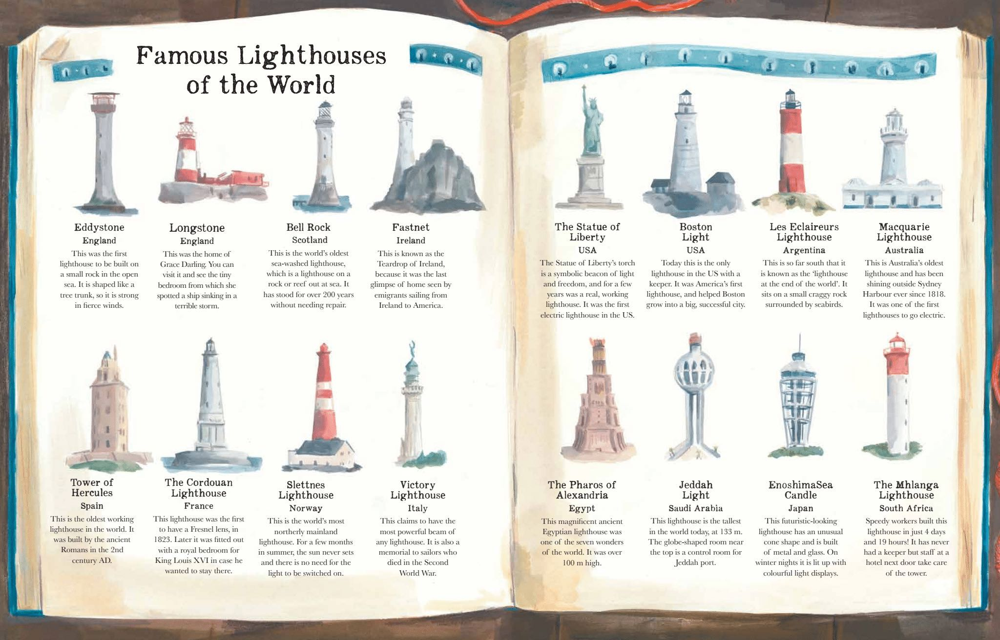 Famous Lighthouses
of the World
Eddystone
England
This was the first
lighthouse to be built on
a small rock in the open
sea. It is shaped like a
tree trunk, so it is strong
in fierce winds.
Longstone
England
This was the home of
Grace Darling. You can
visit it and see the tiny
bedroom from which she
spotted a ship sinking in a
terrible storm.
Bell Rock
Scotland
This is the world's oldest
sea-washed lighthouse,
which is a lighthouse on a
rock or reef out at sea. It
has stood for over 200 years
without needing repair.
Fastnet
Ireland
This is known as the
Teardrop of Ireland,
because it was the last
glimpse of home seen by
emigrants sailing from
Ireland to America.
Tower of
Hercules
Spain
This is the oldest working
lighthouse in the world. It
was built by the ancient
Romans in the 2nd
century AD.
The Cordouan
Lighthouse
France
This lighthouse was the first
to have a Fresnel lens, in
1823. Later it was fitted out
with a royal bedroom for
King Louis XVI in case he
wanted to stay there.
Slettnes
Lighthouse
Norway
This is the world's most
northerly mainland
lighthouse. For a few months
in summer, the sun never sets
and there is no need for the
light to be switched on.
Victory
Lighthouse
Italy
This claims to have the
most powerful beam of
any lighthouse. It is also a
memorial to sailors who
died in the Second
World War.
The Statue of
Liberty
USA
The Statue of Liberty's torch
is a symbolic beacon of light
and freedom, and for a few
years was a real, working
lighthouse. It was the first
electric lighthouse in the US.
Boston
Light
USA
Today this is the only
lighthouse in the US with a
keeper. It was America's first
lighthouse, and helped Boston
grow into a big, successful city.
Les Eclaireurs
Lighthouse
Argentina
This is so far south that it
is known as the 'lighthouse
at the end of the world'. It
sits on a small craggy rock
surrounded by seabirds.
Macquarie
Lighthouse
Australia
This is Australia's oldest
lighthouse and has been
shining outside Sydney
Harbour ever since 1818.
It was one of the first
lighthouses to go electric.
The Pharos of
Alexandria
Egypt
This magnificent ancient
Egyptian lighthouse was
one of the seven wonders
of the world. It was over
100 m high.
Jeddah
Light
Saudi Arabia
This lighthouse is the tallest
in the world today, at 133 m.
The globe-shaped room near
the top is a control room for
Jeddah port.
EnoshimaSea
Candle
Japan
This futuristic-looking
lighthouse has an unusual
cone shape and is built
of metal and glass. On
winter nights it is lit up with
colourful light displays.
The Mhlanga
Lighthouse
South Africa
Speedy workers built this
lighthouse in just 4 days
and 19 hours! It has never
had a keeper but staff at a
hotel next door take care
of the tower.